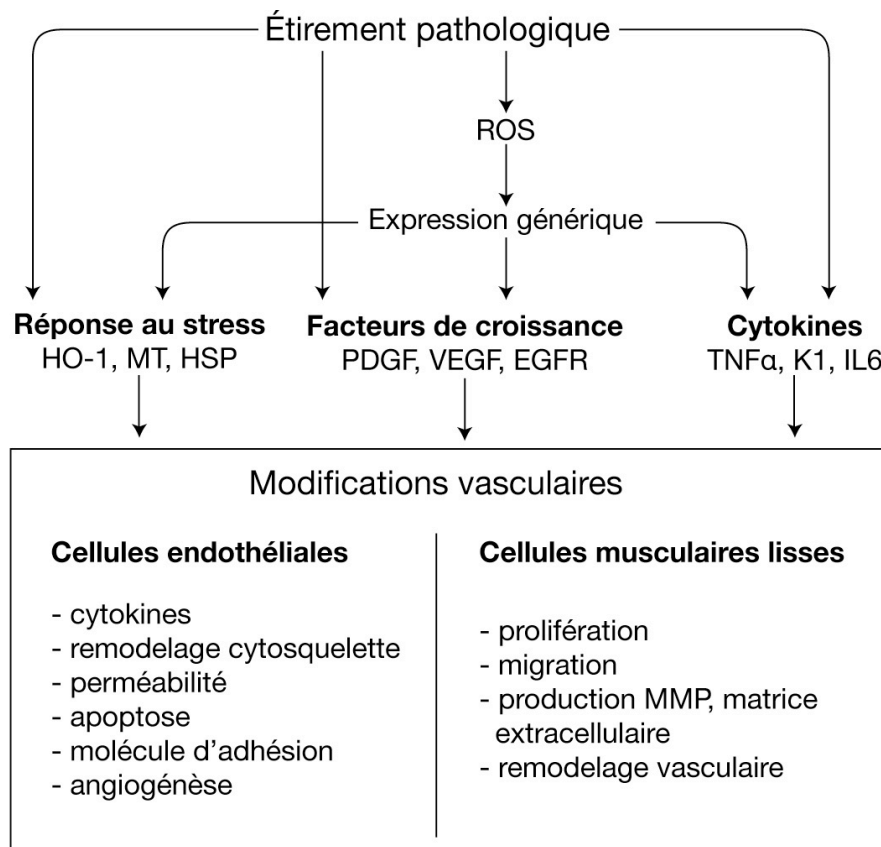 Étirement pathologique
ROS
Expression générique
Réponse au stress
HO-1, MT, HSP
Facteurs de croissance
PDGF, VEGF, EGFR
Cytokines
TNFα, K1, IL6
Modifications vasculaires
Cellules endothéliales
- cytokines
- remodelage cytosquelette
- perméabilité
- apoptose
- molécule d’adhésion
- angiogénèse
Cellules musculaires lisses
- prolifération
- migration
- production MMP, matrice
extracellulaire
- remodelage vasculaire